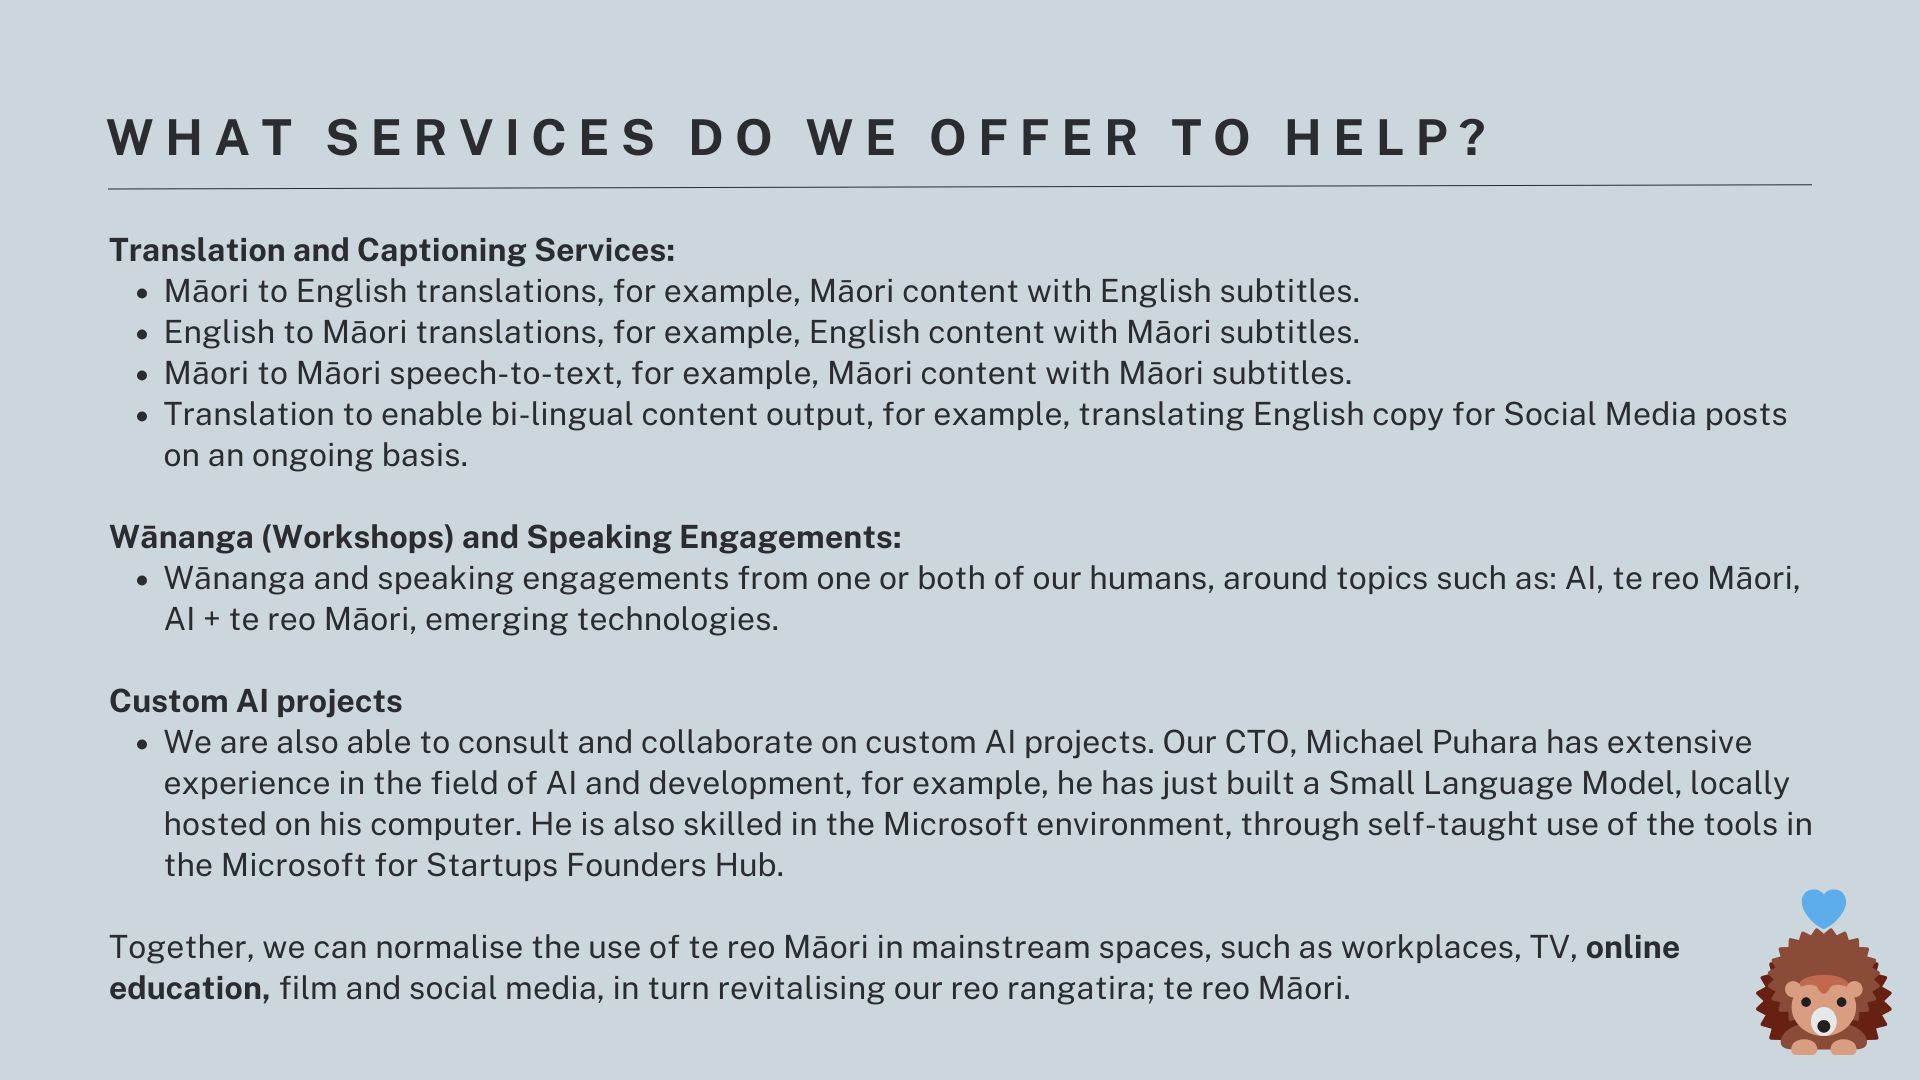 WHAT SERVICES DO WE OFFER TO HELP?
Translation and Captioning Services:
• Māori to English translations, for example, Māori content with English subtitles.
• English to Māori translations, for example, English content with Māori subtitles.
• Māori to Māori speech-to-text, for example, Māori content with Māori subtitles.
• Translation to enable bi-lingual content output, for example, translating English copy for Social Media posts
on an ongoing basis.
Wānanga (Workshops) and Speaking Engagements:
• Wānanga and speaking engagements from one or both of our humans, around topics such as: AI, te reo Māori,
AI + te reo Māori, emerging technologies.
Custom AI projects
• We are also able to consult and collaborate on custom AI projects. Our CTO, Michael Puhara has extensive
experience in the field of AI and development, for example, he has just built a Small Language Model, locally
hosted on his computer. He is also skilled in the Microsoft environment, through self-taught use of the tools in
the Microsoft for Startups Founders Hub.
Together, we can normalise the use of te reo Māori in mainstream spaces, such as workplaces, TV, online
education, film and social media, in turn revitalising our reo rangatira; te reo Māori.